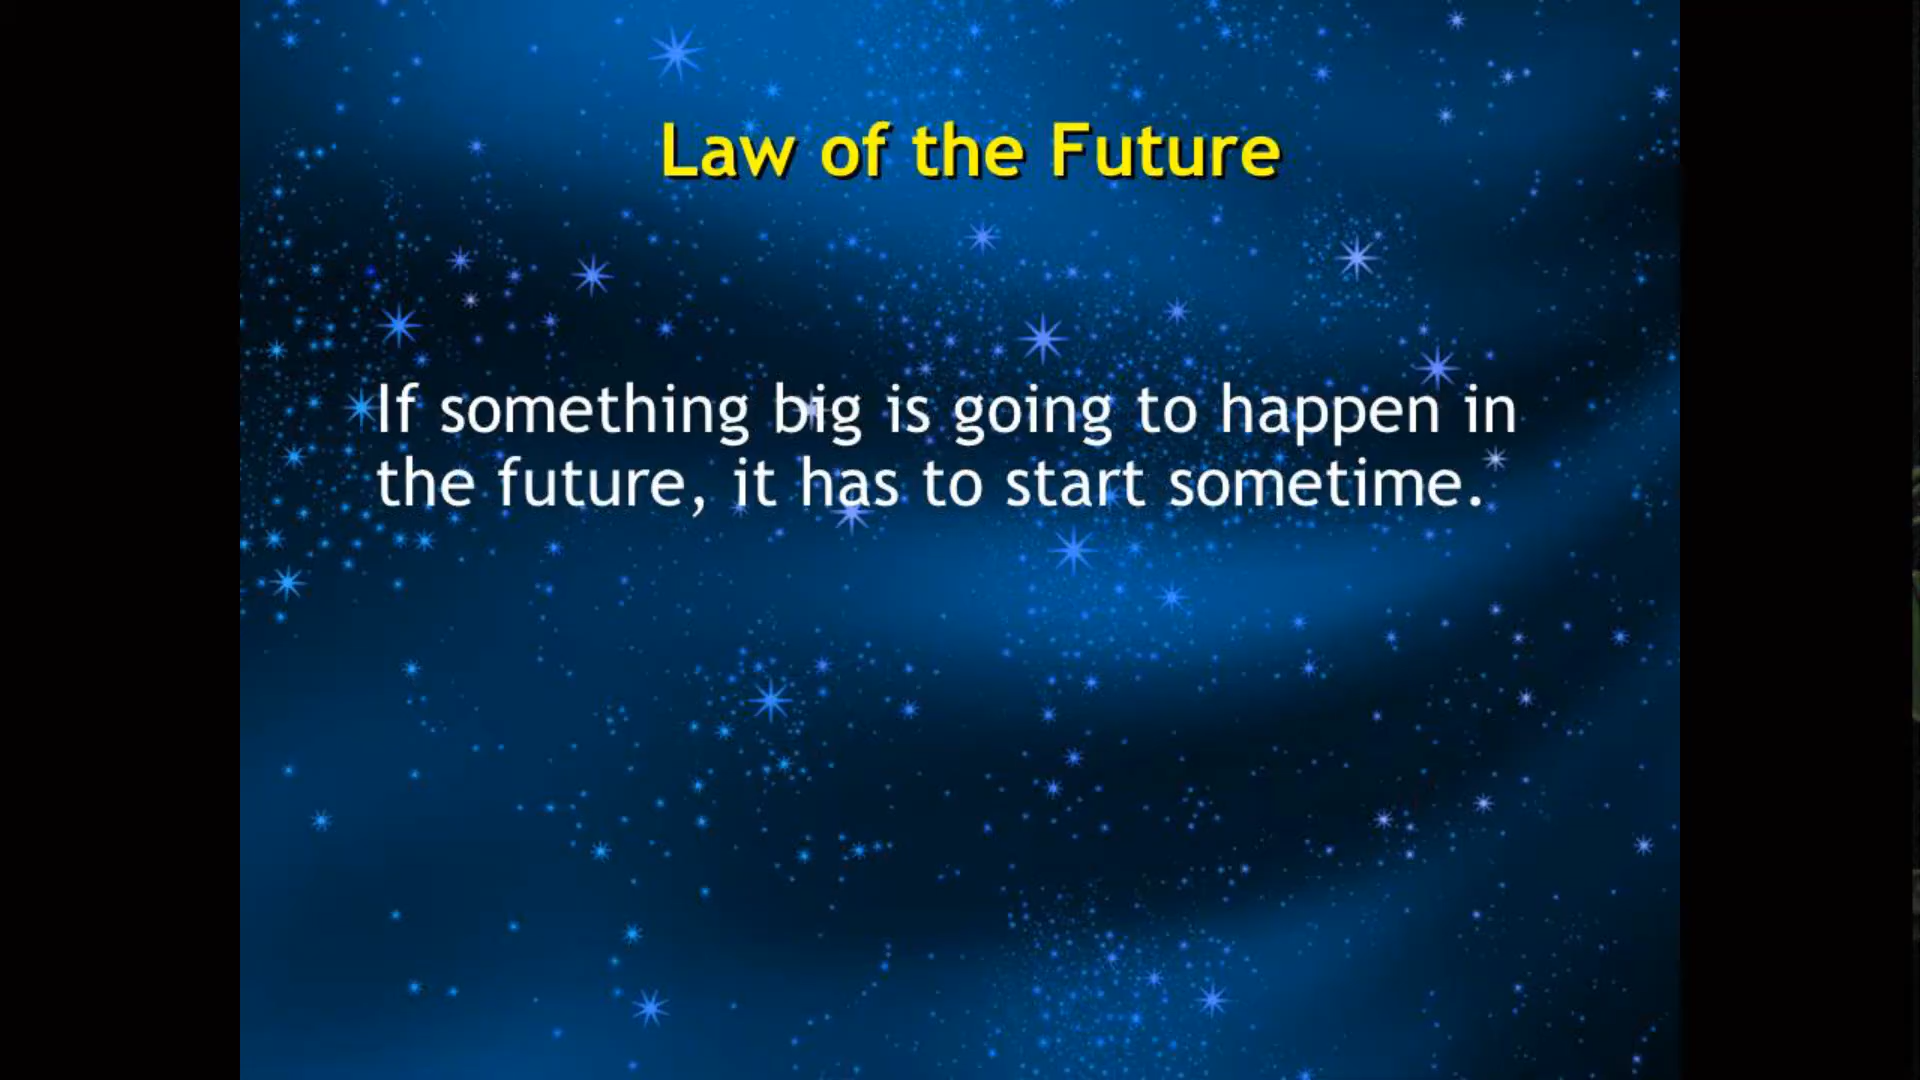 Law of the Future
If something big is going to happen in
the future, it has to start sometime.